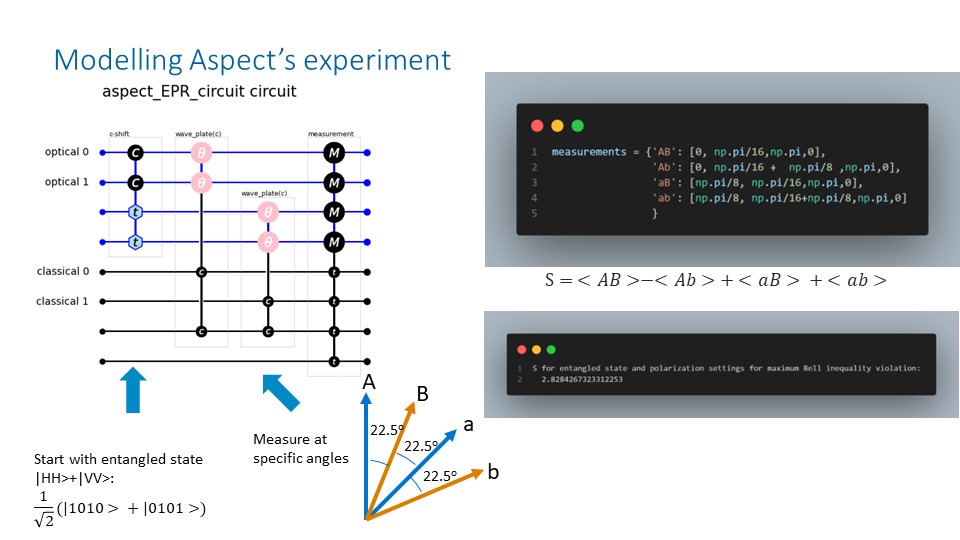 Modelling Aspect's experiment
aspect_EPR_circuit circuit
c-shift
wave_plate(c)
measurement
optical 0
C
θ
M
optical 1
C
θ
M
wave_plate(c)
t
θ
M
t
θ
M
classical 0
c
t
classical 1
c
t
c
c
t
t
Start with entangled state
|HH>+|VV>:
1/√2 (|1010 > + |0101 >)
Measure at
specific angles
A
B
a
b
22.5°
22.5°
22.5°
1 measurements = {'AB': [0, np.pi/16,np.pi,0],
2 'Ab': [0, np.pi/16 + np.pi/8 ,np.pi,0],
3 'aB': [np.pi/8, np.pi/16,np.pi,0],
4 'ab': [np.pi/8, np.pi/16+np.pi/8,np.pi,0]
5 }
S = < AB >−< Ab > + < aB > + < ab >
1 S for entangled state and polarization settings for maximum Bell inequality violation:
2 2.8284267323312253